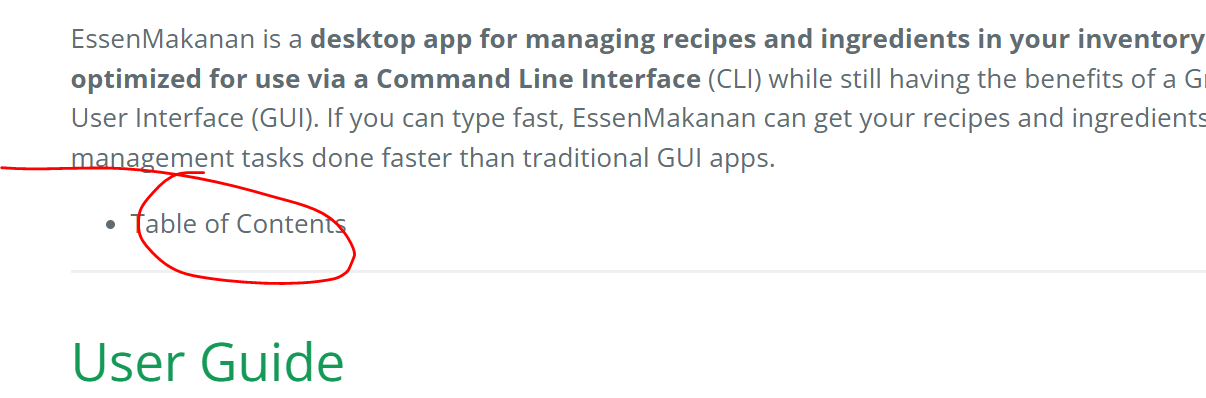 EssenMakanan is a desktop app for managing recipes and ingredients in your inventory
optimized for use via a Command Line Interface (CLI) while still having the benefits of a
User Interface (GUI). If you can type fast, EssenMakanan can get your recipes and ingredients
management tasks done faster than traditional GUI apps.
• Table of Contents
User Guide